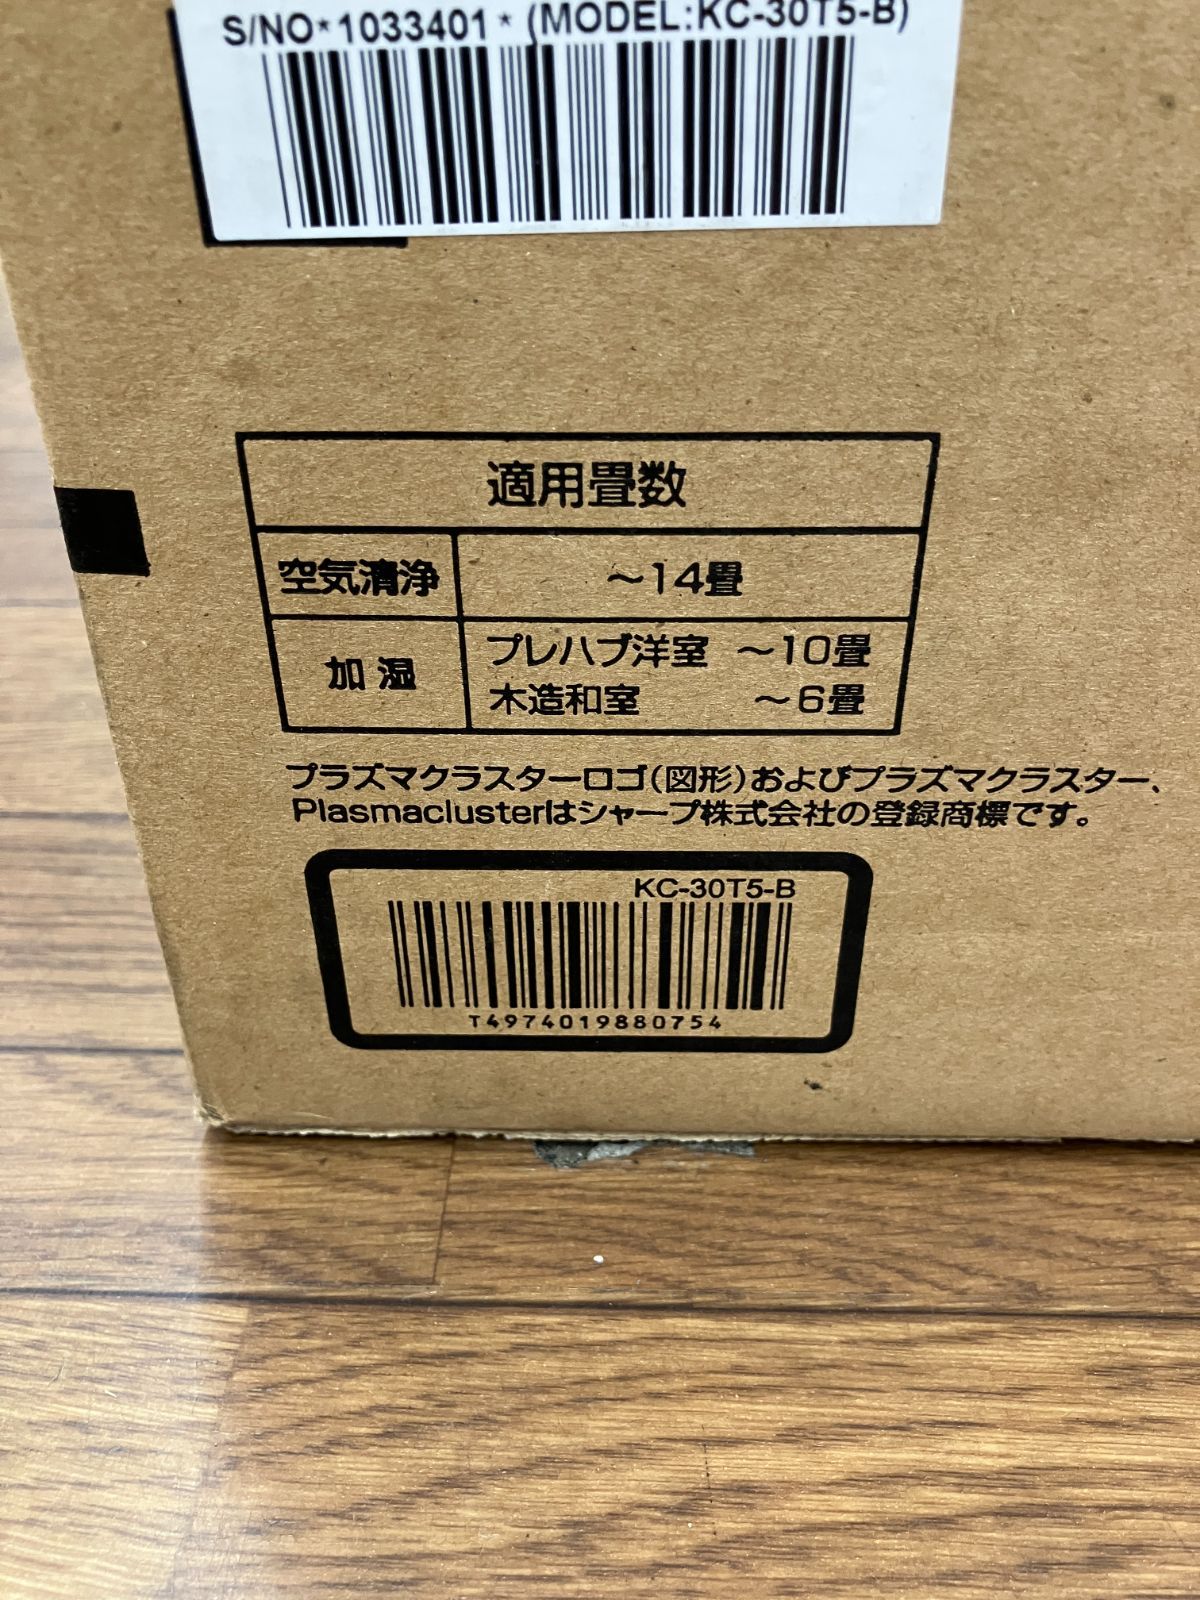 S/NO*1033401* (MODEL:KC-30T5-B)
適用畳数
空気清浄 ～14畳
加湿 プレハブ洋室 ～10畳
木造和室 ～6畳
プラズマクラスターロゴ(図形)およびプラズマクラスター、
Plasmaclusterはシャープ株式会社の登録商標です。
KC-30T5-B
T4974019880754